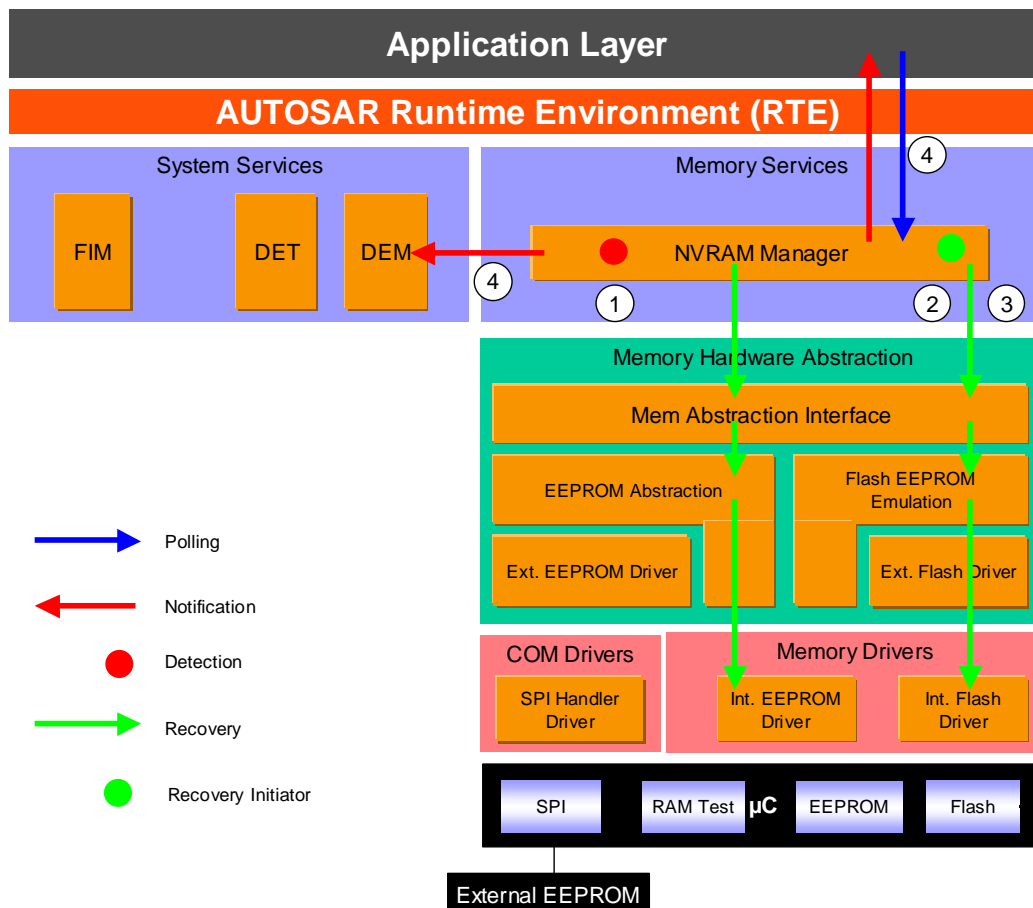 Application Layer
AUTOSAR Runtime Environment (RTE)
System Services
Memory Services
4
FIM
DET
DEM
NVRAM Manager
4
1
2
3
Memory Hardware Abstraction
Mem Abstraction Interface
EEPROM Abstraction
Flash EEPROM
Emulation
Polling
Ext. EEPROM Driver
Ext. Flash Driver
Notification
Detection
COM Drivers
Memory Drivers
SPI Handler
Driver
Int. EEPROM
Driver
Int. Flash
Driver
Recovery
Recovery Initiator
SPI
RAM Test
µC
EEPROM
Flash
External EEPROM